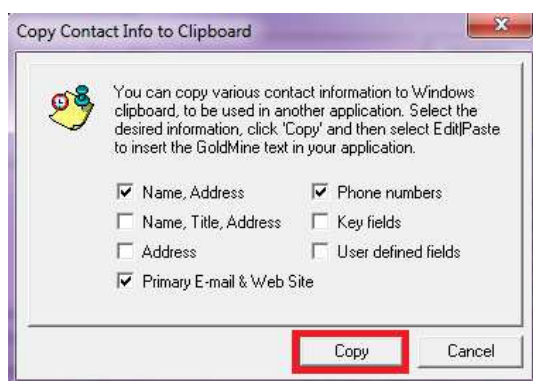 Copy Contact Info to Clipboard
You can copy various contact information to Windows
clipboard, to be used in another application. Select the
desired information, click 'Copy' and then select Edit|Paste
to insert the GoldMine text in your application.
Name, Address
Phone numbers
Name, Title, Address
Key fields
Address
User defined fields
Primary E-mail & Web Site
Copy
Cancel